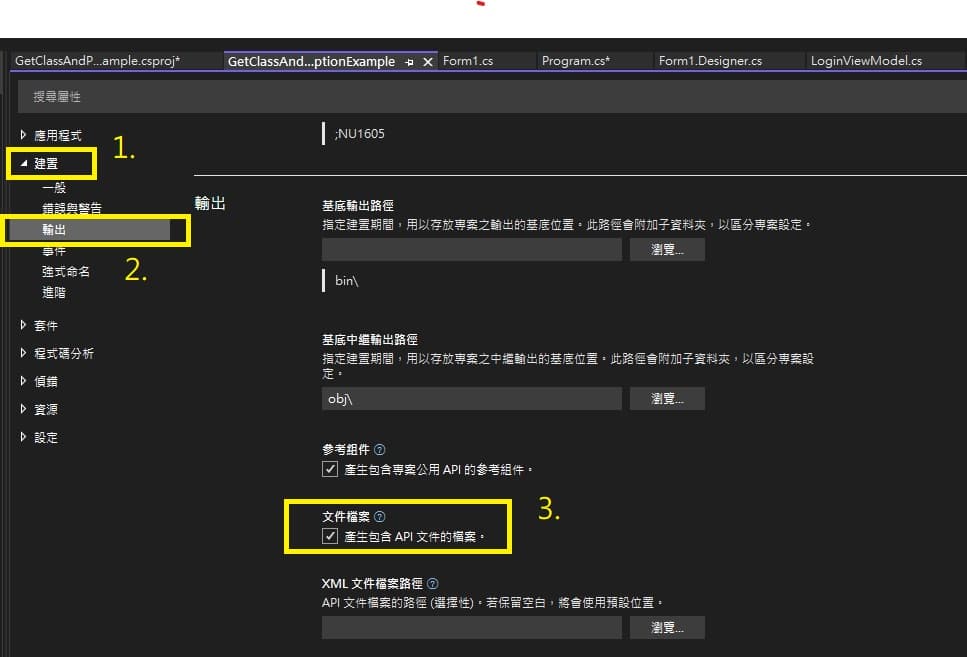 GetClassAndP...ample.csproj*
GetClassAnd...ptionExample
Form1.cs
Program.cs*
Form1.Designer.cs
LoginViewModel.cs
搜尋屬性
應用程式
建置
1.
一般
錯誤與警告
輸出
事件
強式命名
2.
進階
套件
程式碼分析
偵錯
資源
設定
;NU1605
輸出
基底輸出路徑
指定建置期間，用以存放專案之輸出的基底位置。此路徑會附加子資料夾，以區分專案設定。
瀏覽...
bin\
基底中繼輸出路徑
指定建置期間，用以存放專案之中繼輸出的基底位置。此路徑會附加子資料夾，以區分專案設
定。
obj\
瀏覽...
參考組件
產生包含專案公用 API 的參考組件。
3.
文件檔案
產生包含 API 文件的檔案。
XML 文件檔案路徑
API 文件檔案的路徑 (選擇性)。若保留空白，將會使用預設位置。
瀏覽...